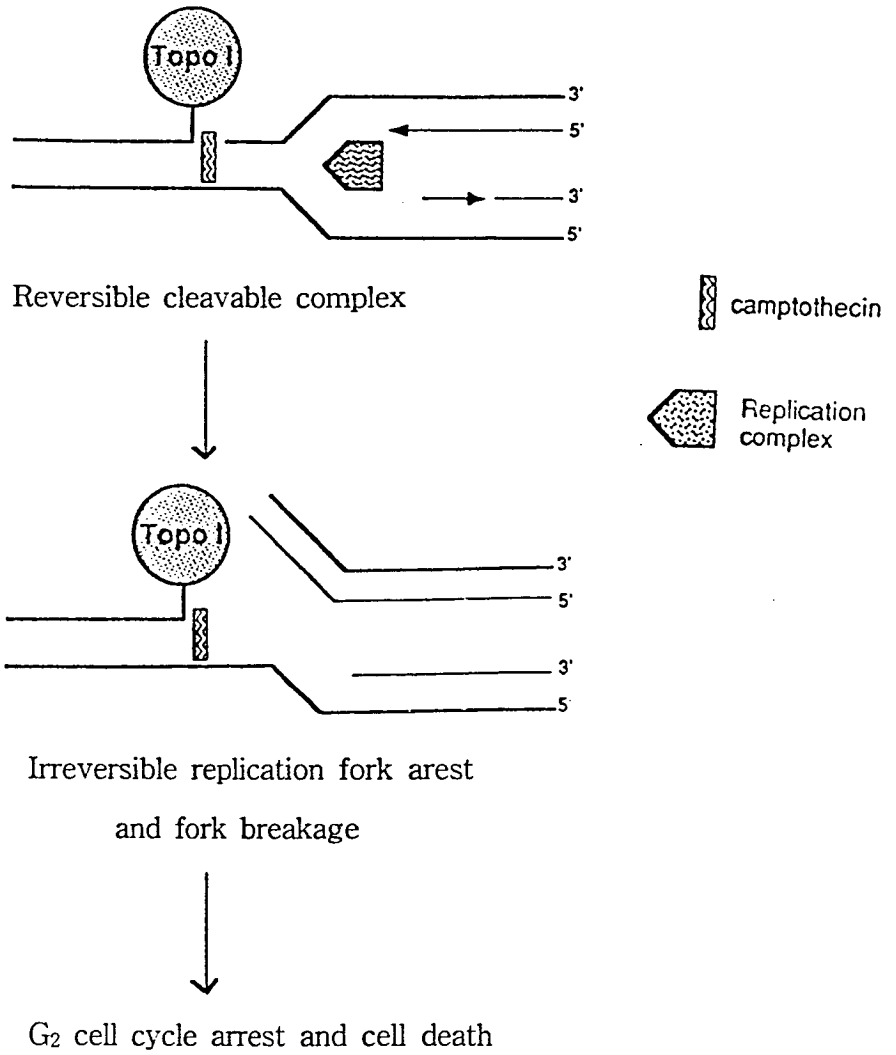 Topo I
3'
5'
3'
5'
Reversible cleavable complex
camptothecin
Replication
complex
Topo I
3'
5'
3'
5
Irreversible replication fork arest
and fork breakage
G2 cell cycle arrest and cell death